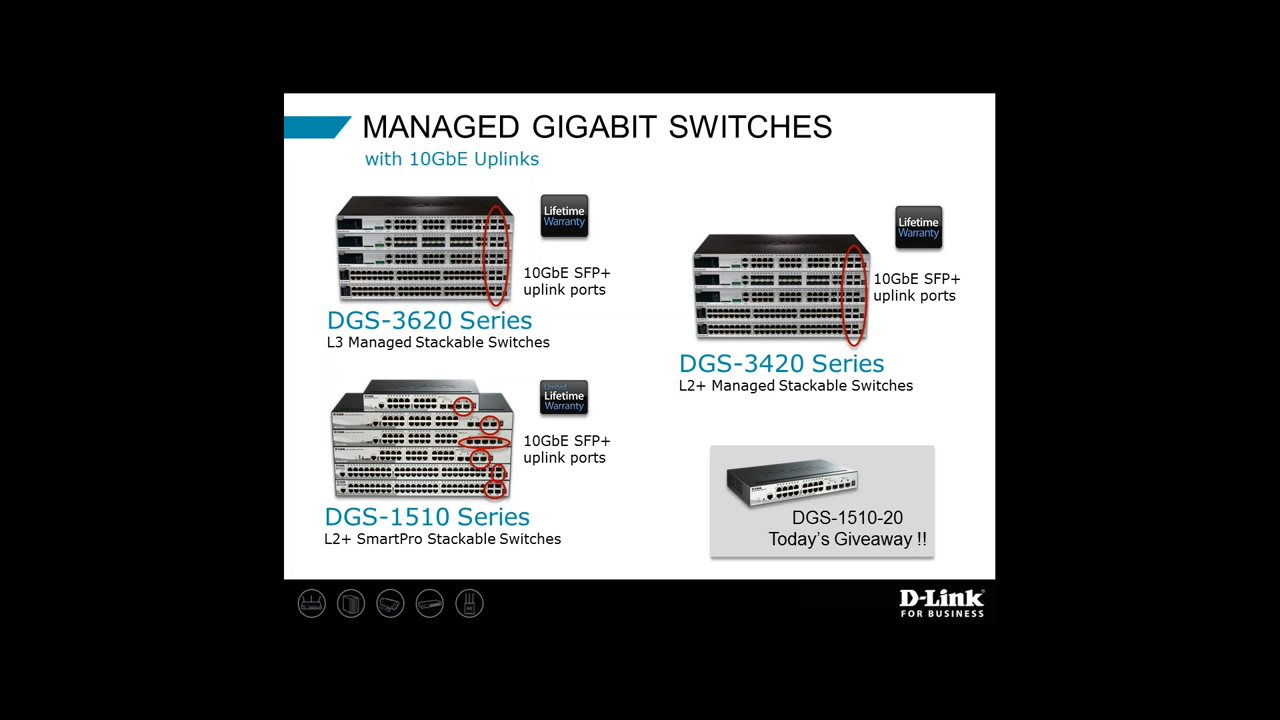 MANAGED GIGABIT SWITCHES
with 10GbE Uplinks
Lifetime
Warranty
10GbE SFP+
uplink ports
DGS-3620 Series
L3 Managed Stackable Switches
Lifetime
Warranty
10GbE SFP+
uplink ports
DGS-3420 Series
L2+ Managed Stackable Switches
Limited
Lifetime
Warranty
10GbE SFP+
uplink ports
DGS-1510 Series
L2+ SmartPro Stackable Switches
DGS-1510-20
Today's Giveaway !!
D-Link
FOR BUSINESS